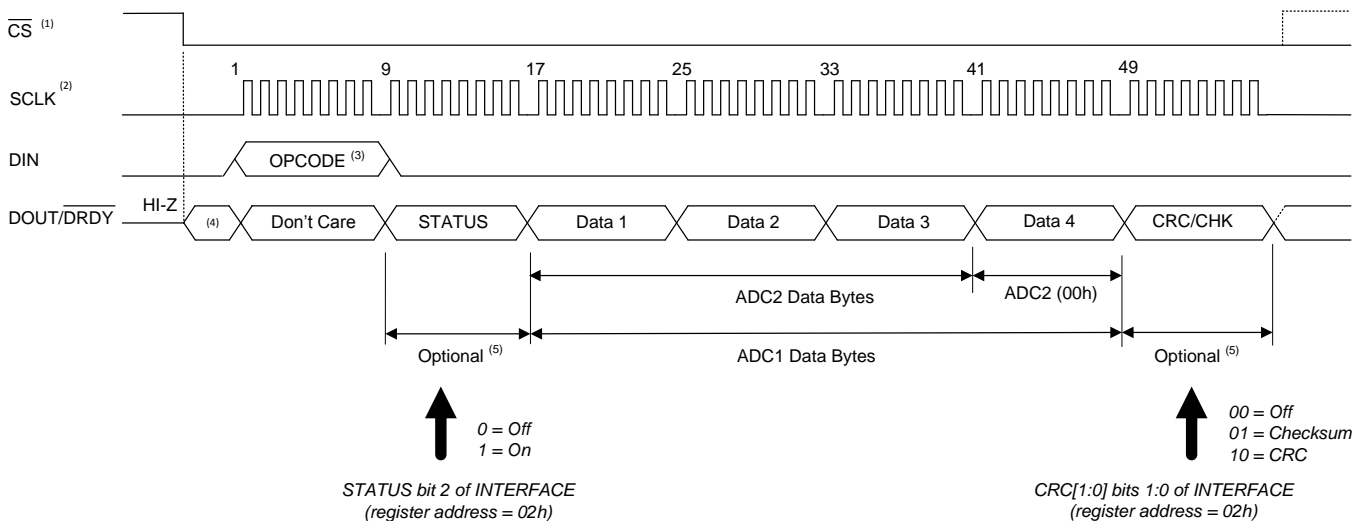 CS (1)
1 9 17 25 33 41 49
SCLK (2)
DIN OPCODE (3)
DOUT/DRDY HI-Z (4) Don't Care STATUS Data 1 Data 2 Data 3 Data 4 CRC/CHK
ADC2 Data Bytes ADC2 (00h)
Optional (5) ADC1 Data Bytes Optional (5)
0 = Off
1 = On
00 = Off
01 = Checksum
10 = CRC
STATUS bit 2 of INTERFACE
(register address = 02h)
CRC[1:0] bits 1:0 of INTERFACE
(register address = 02h)